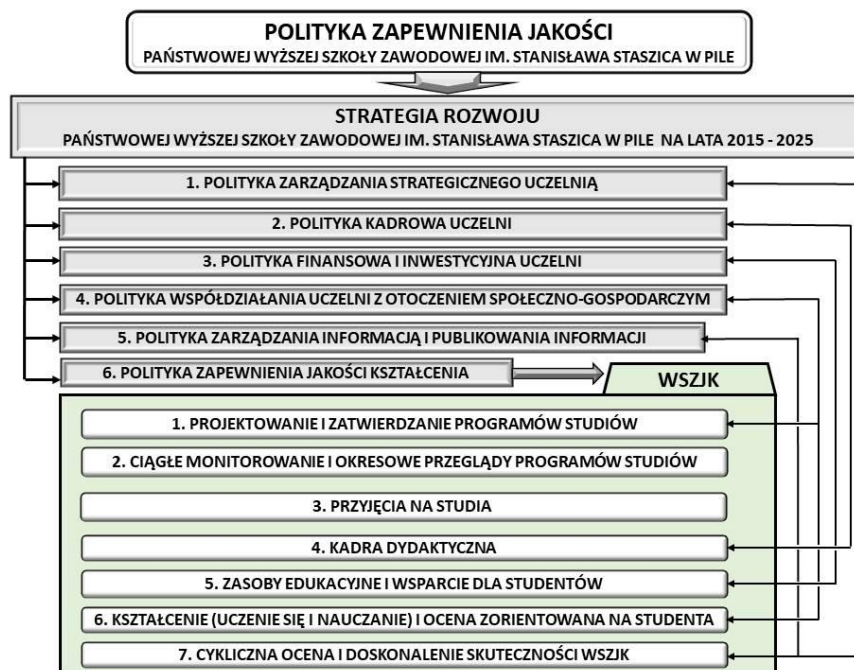 POLITYKA ZAPEWNIENIA JAKOŚCI
PAŃSTWOWEJ WYŻSZEJ SZKOŁY ZAWODOWEJ IM. STANISŁAWA STASZICA W PILE
STRATEGIA ROZWOJU
PAŃSTWOWEJ WYŻSZEJ SZKOŁY ZAWODOWEJ IM. STANISŁAWA STASZICA W PILE NA LATA 2015 - 2025
1. POLITYKA ZARZĄDZANIA STRATEGICZNEGO UCZELNIĄ
2. POLITYKA KADROWA UCZELNI
3. POLITYKA FINANSOWA I INWESTYCYJNA UCZELNI
4. POLITYKA WSPÓŁDZIAŁANIA UCZELNI Z OTOCZENIEM SPOŁECZNO-GOSPODARCZYM
5. POLITYKA ZARZĄDZANIA INFORMACJĄ I PUBLIKOWANIA INFORMACJI
6. POLITYKA ZAPEWNIENIA JAKOŚCI KSZTAŁCENIA
WSZJK
1. PROJEKTOWANIE I ZATWIERDZANIE PROGRAMÓW STUDIÓW
2. CIĄGŁE MONITOROWANIE I OKRESOWE PRZEGLĄDY PROGRAMÓW STUDIÓW
3. PRZYJĘCIA NA STUDIA
4. KADRA DYDAKTYCZNA
5. ZASOBY EDUKACYJNE I WSPARCIE DLA STUDENTÓW
6. KSZTAŁCENIE (UCZENIE SIĘ I NAUCZANIE) I OCENA ZORIENTOWANA NA STUDENTA
7. CYKLICZNA OCENA I DOSKONALENIE SKUTECZNOŚCI WSZJK